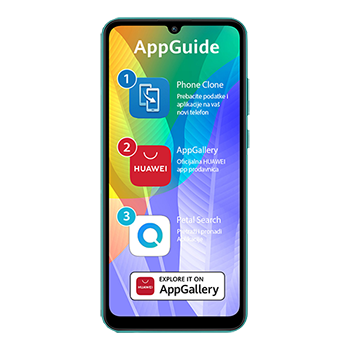 AppGuide
1
Phone Clone
Prebacite podatke i
aplikacije na vaš
novi telefon
2
HUAWEI
AppGallery
Oficijalna HUAWEI
app prodavnica
3
Petal Search
pronađi
EXPLORE IT ON
HUAWEI
AppGallery